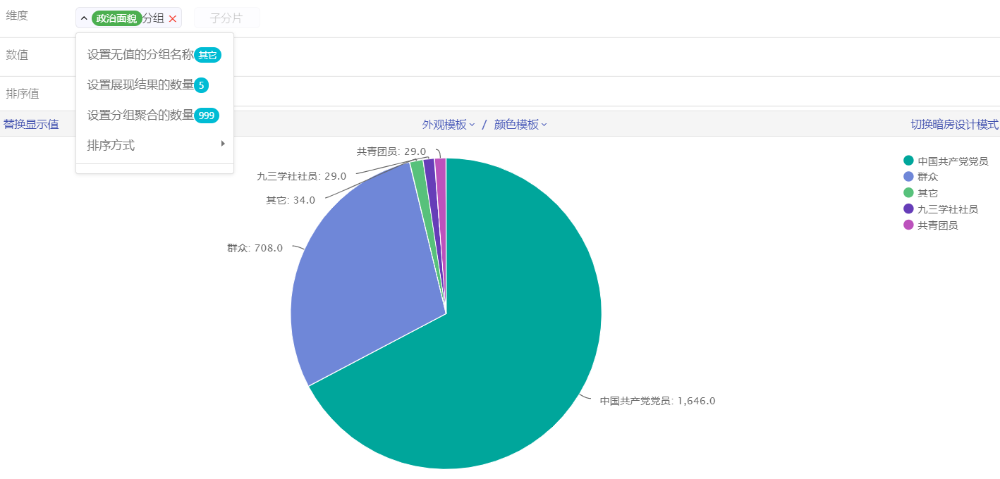 维度
政治面貌 分组
子分片
数值
排序值
设置无值的分组名称 其它
设置展现结果的数量 5
设置分组聚合的数量 999
排序方式
替换显示值
外观模板 / 颜色模板
切换暗房设计模式
共青团员: 29.0
九三学社社员: 29.0
其它: 34.0
群众: 708.0
中国共产党党员: 1,646.0
中国共产党党员
群众
其它
九三学社社员
共青团员